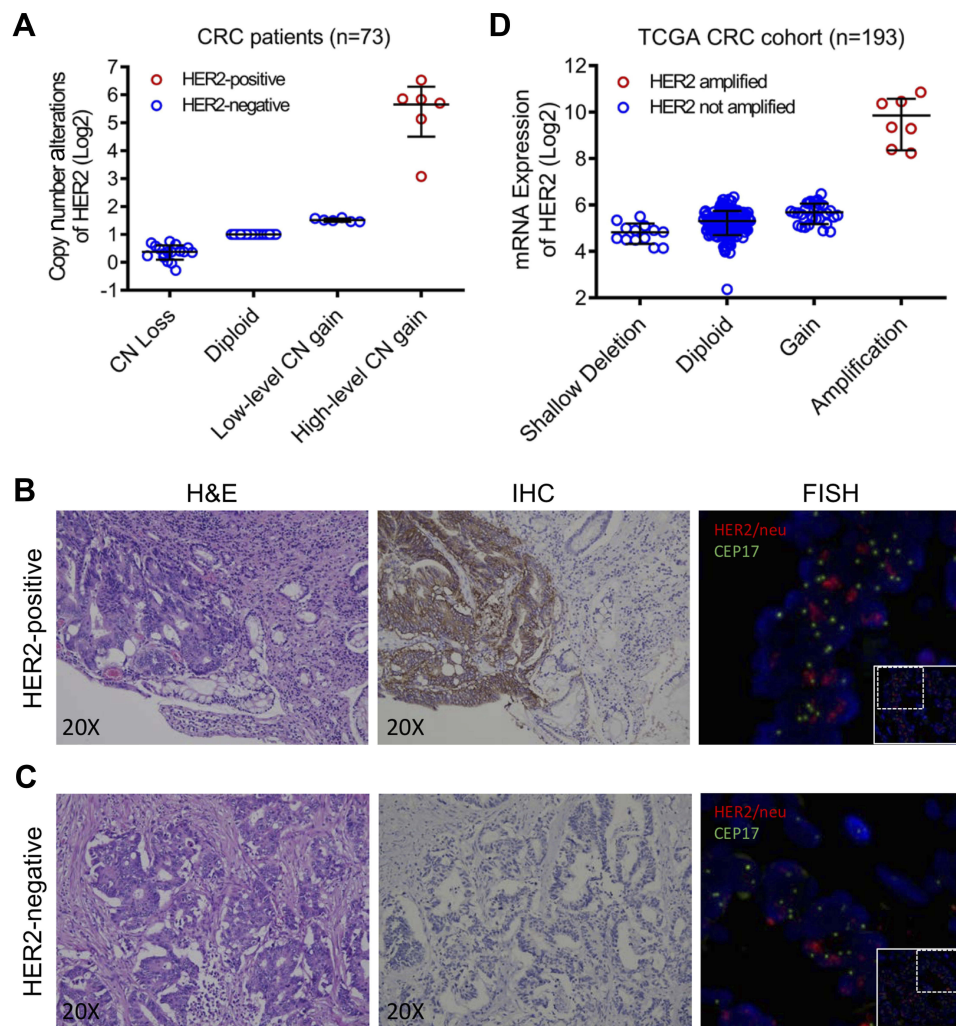 A
CRC patients (n=73)
HER2-positive
HER2-negative
Copy number alterations
of HER2 (Log2)
7
6
5
4
3
2
1
0
-1
CN Loss
Diploid
Low-level CN gain
High-level CN gain
D
TCGA CRC cohort (n=193)
HER2 amplified
HER2 not amplified
mRNA Expression
of HER2 (Log2)
12
10
8
6
4
2
Shallow Deletion
Diploid
Gain
Amplification
B
H&E
IHC
FISH
HER2-positive
20X
20X
HER2/neu
CEP17
C
HER2-negative
20X
20X
HER2/neu
CEP17